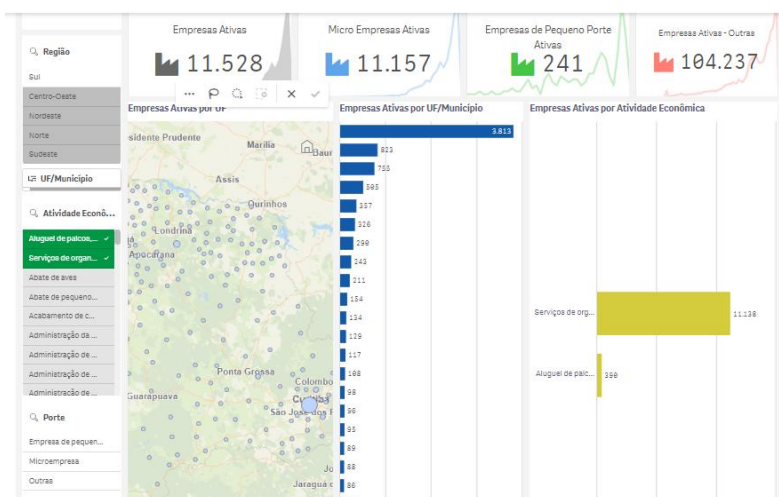 Empresas Ativas
11.528
Micro Empresas Ativas
11.157
Empresas de Pequeno Porte
Ativas
241
Empresas Ativas - Outras
104.237
Região
Sul
Centro-Oeste
Nordeste
Norte
Sudeste
UF/Município
Atividade Econô...
Aluguel de palcos,...
Serviços de organ...
Abate de aves
Abate de pequeno...
Acabamento de c...
Administração da ...
Administração de ...
Administração de ...
Administração de ...
Porte
Empresa de pequen...
Microempresa
Outras
Empresas Ativas por UF
sidente Prudente
Marília
Baur
Assis
Ourinhos
Londrina
Apucarana
Ponta Grossa
Colombo
Guarapuava
Curitiba
São José dos P
Jo
Jaraguá
Empresas Ativas por UF/Município
3.813
823
755
505
357
326
290
243
211
154
134
129
117
108
98
96
95
89
88
86
Empresas Ativas por Atividade Econômica
Serviços de org...
11.138
Aluguel de palc...
390